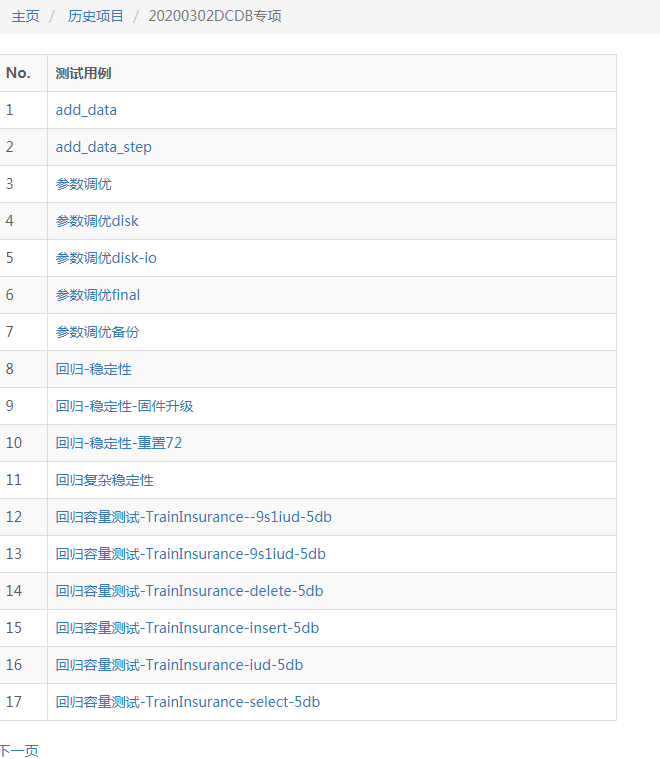 主页 / 历史项目 / 20200302DCDB专项
No. 测试用例
1 add_data
2 add_data_step
3 参数调优
4 参数调优disk
5 参数调优disk-io
6 参数调优final
7 参数调优备份
8 回归-稳定性
9 回归-稳定性-固件升级
10 回归-稳定性-重置72
11 回归复杂稳定性
12 回归容量测试-TrainInsurance--9s1iud-5db
13 回归容量测试-TrainInsurance-9s1iud-5db
14 回归容量测试-TrainInsurance-delete-5db
15 回归容量测试-TrainInsurance-insert-5db
16 回归容量测试-TrainInsurance-iud-5db
17 回归容量测试-TrainInsurance-select-5db
下一页